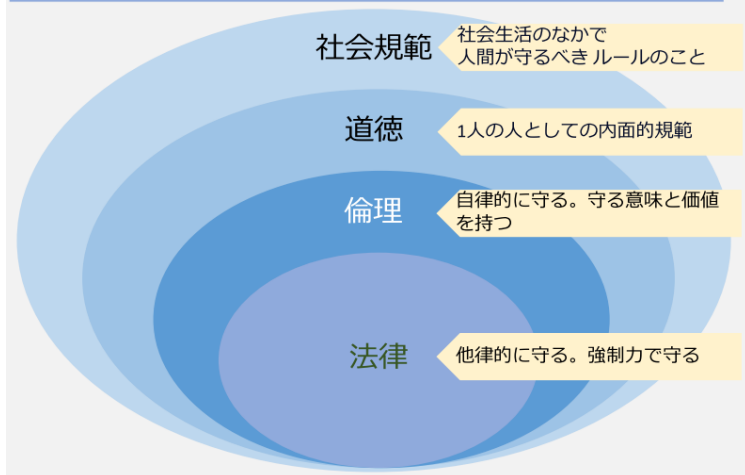 社会規範
社会生活のなかで
人間が守るべきルールのこと
道徳
1人の人としての内面的規範
倫理
自律的に守る。守る意味と価値
を持つ
法律
他律的に守る。強制力で守る